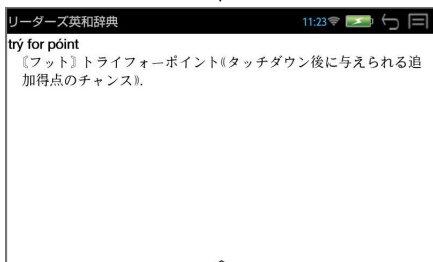 リーダーズ英和辞典 11:23
trý for póint
〘フット〙トライフォーポイント《タッチダウン後に与えられる追
加得点のチャンス》.